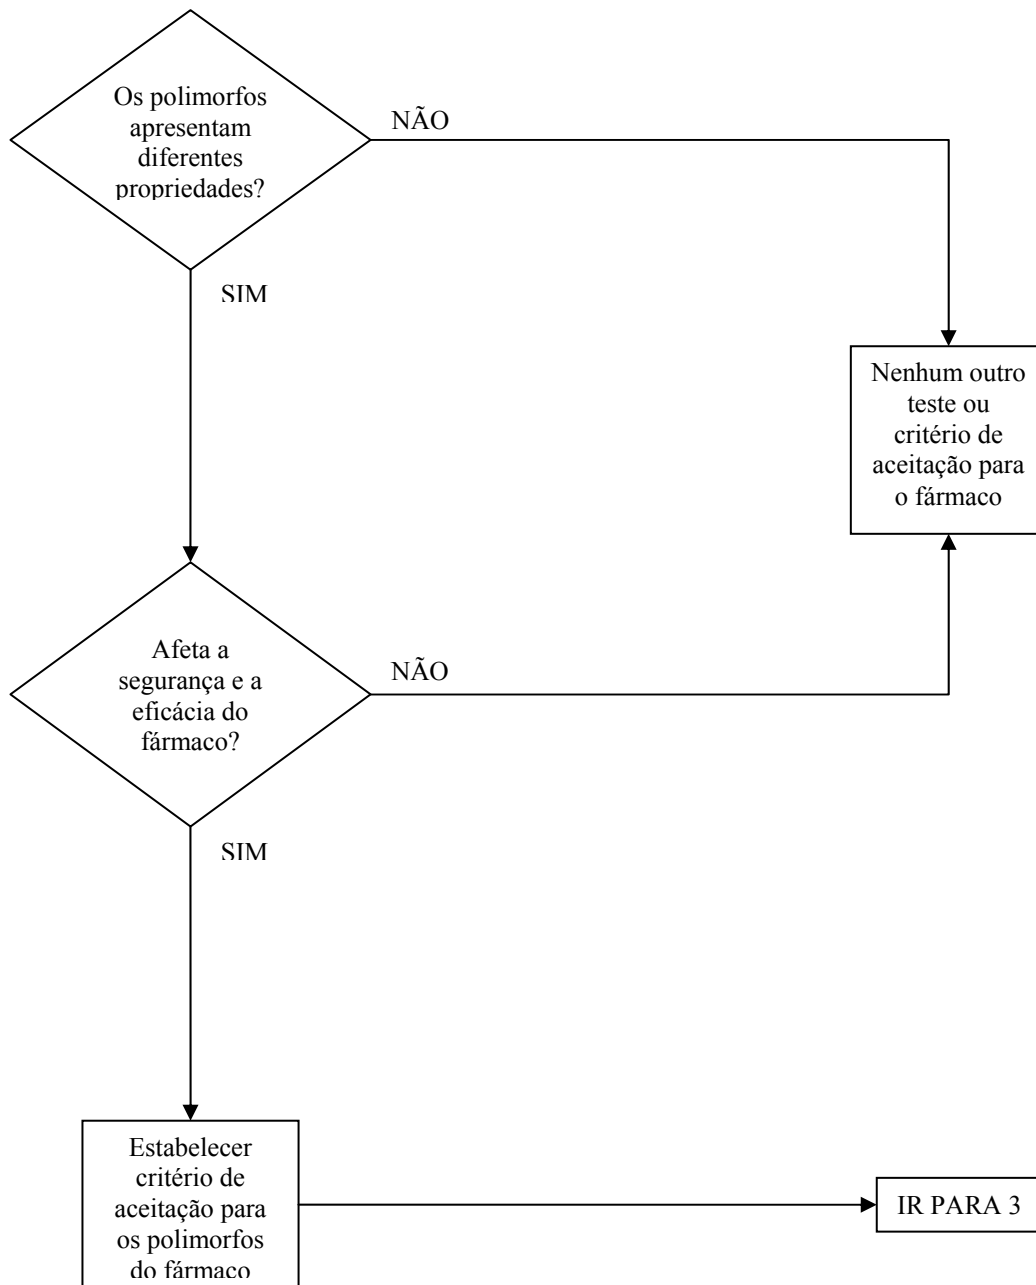 Os polimorfos
apresentam
diferentes
propriedades?
NÃO
SIM
Nenhum outro
teste ou
critério de
aceitação para
o fármaco
Afeta a
segurança e a
eficácia do
fármaco?
NÃO
SIM
Estabelecer
critério de
aceitação para
os polimorfos
do fármaco
IR PARA 3